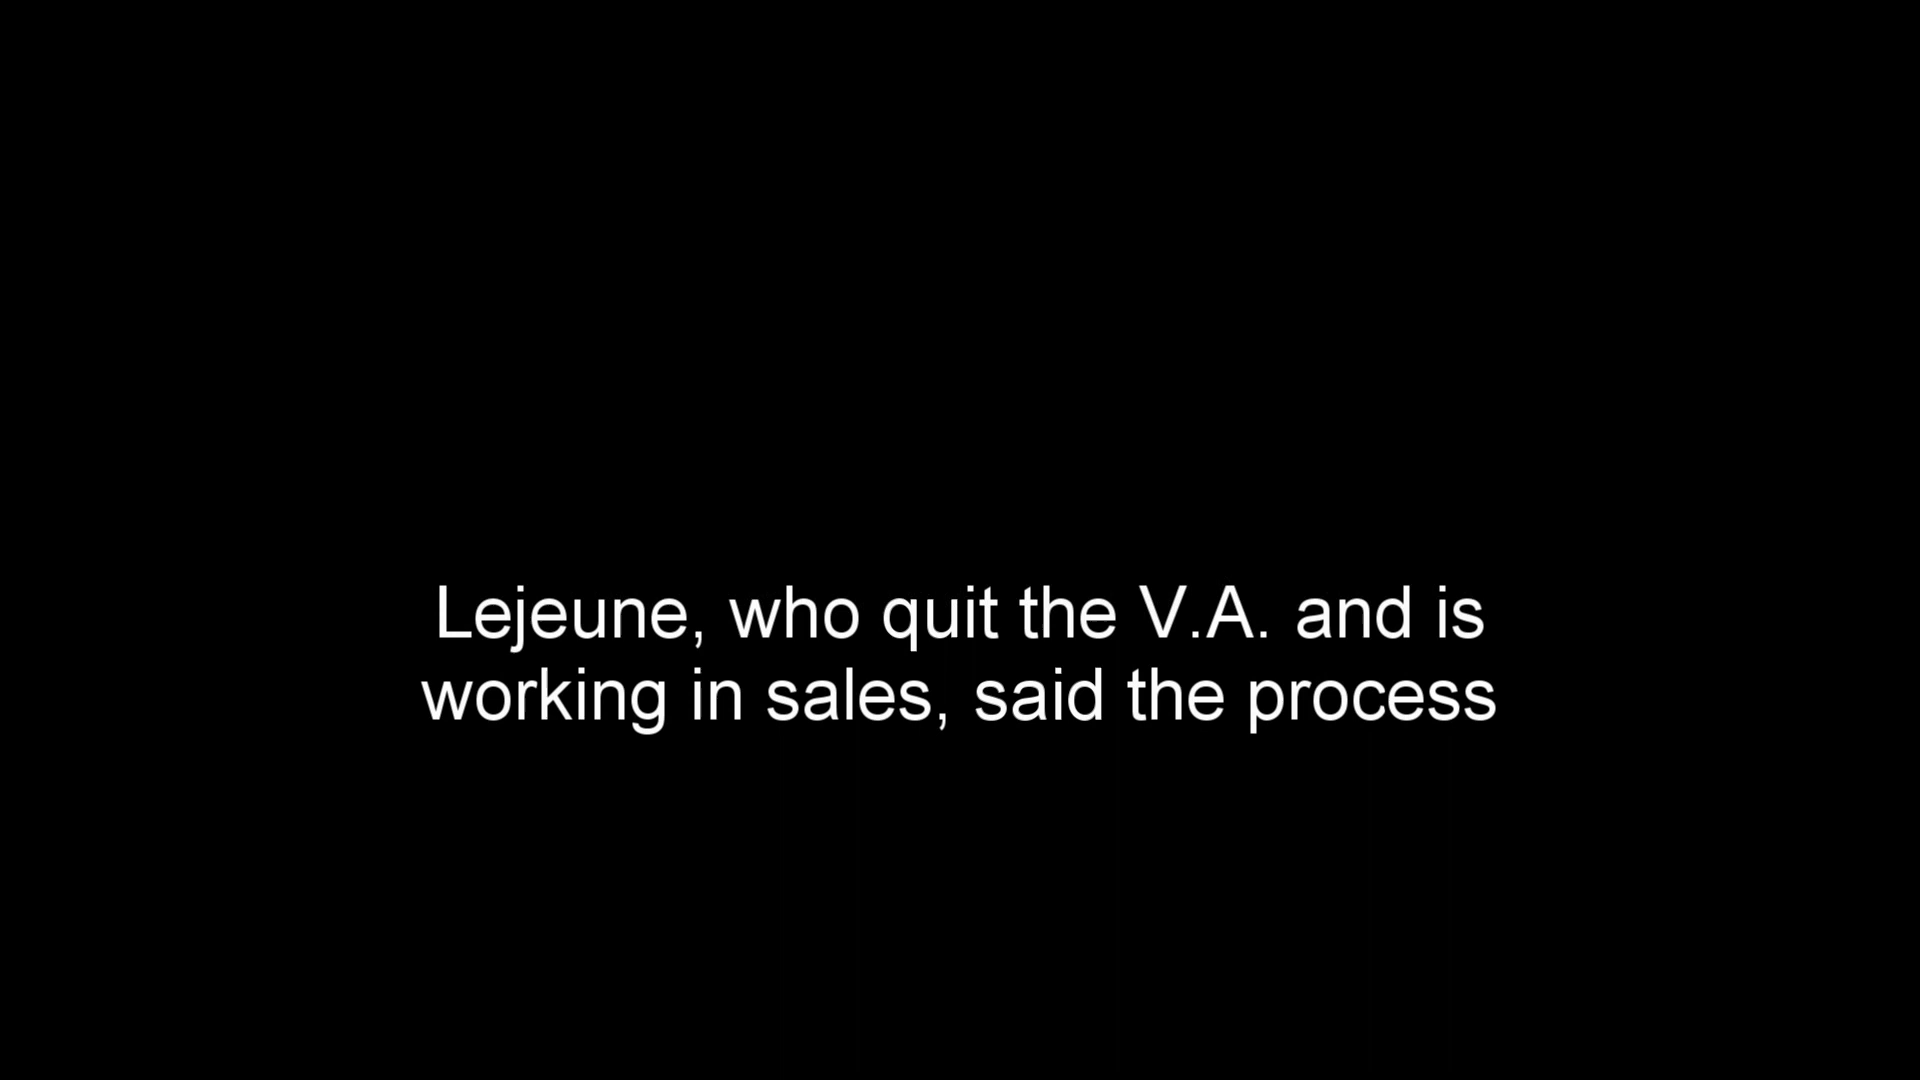 Lejeune, who quit the V.A. and is
working in sales, said the process